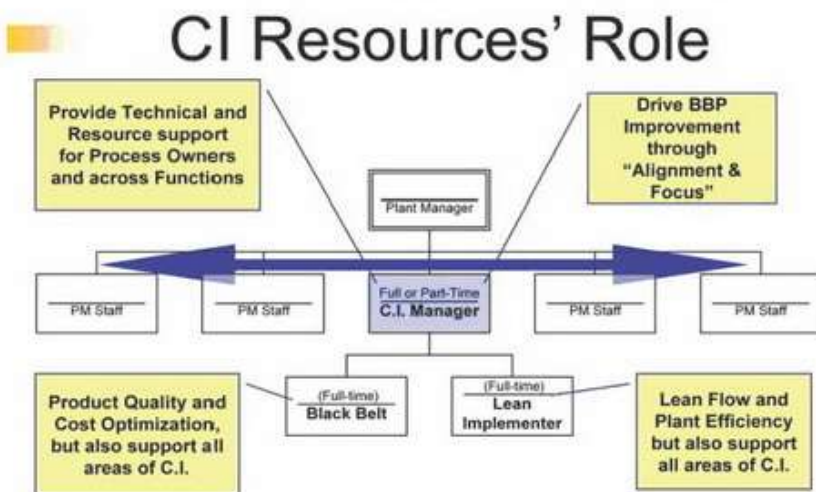 CI Resources' Role
Provide Technical and
Resource support
for Process Owners
and across Functions
Drive BBP
Improvement
through
“Alignment &
Focus”
Plant Manager
PM Staff
PM Staff
Full or Part-Time
C.I. Manager
PM Staff
PM Staff
Product Quality and
Cost Optimization,
but also support all
areas of C.I.
(Full-time)
Black Belt
(Full-time)
Lean
Implementer
Lean Flow and
Plant Efficiency
but also support
all areas of C.I.